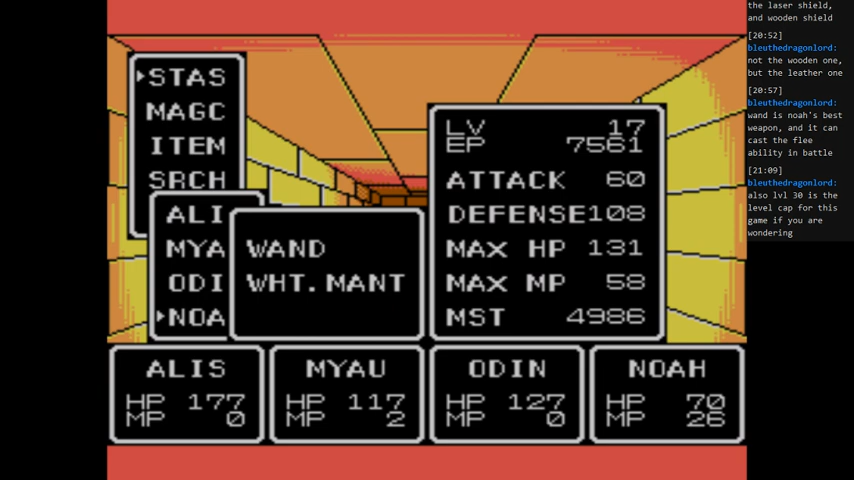 STAS
MAGC
ITEM
SRCH
ALI
MYA
ODI
NOA
WAND
WHT.MANT
LV 17
EP 7561
ATTACK 60
DEFENSE108
MAX HP 131
MAX MP 58
MST 4986
ALIS
HP 177
MP 0
MYAU
HP 117
MP 2
ODIN
HP 127
MP 0
NOAH
HP 70
MP 26
the laser shield,
and wooden shield
[20:52]
bleuthedragonlord:
not the wooden one,
but the leather one
[20:57]
bleuthedragonlord:
wand is noah's best
weapon, and it can
cast the flee
ability in battle
[21:09]
bleuthedragonlord:
also lvl 30 is the
level cap for this
game if you are
wondering